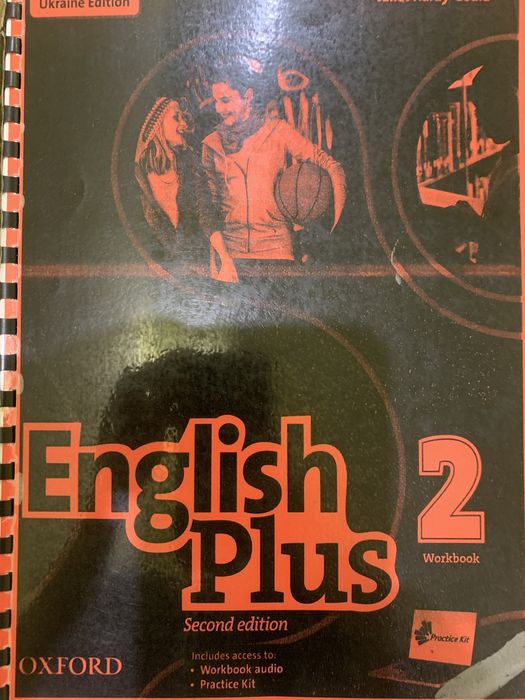 Ukraine Edition
English
Plus
2
Workbook
Second edition
Practice Kit
Includes access to:
• Workbook audio
• Practice Kit
OXFORD